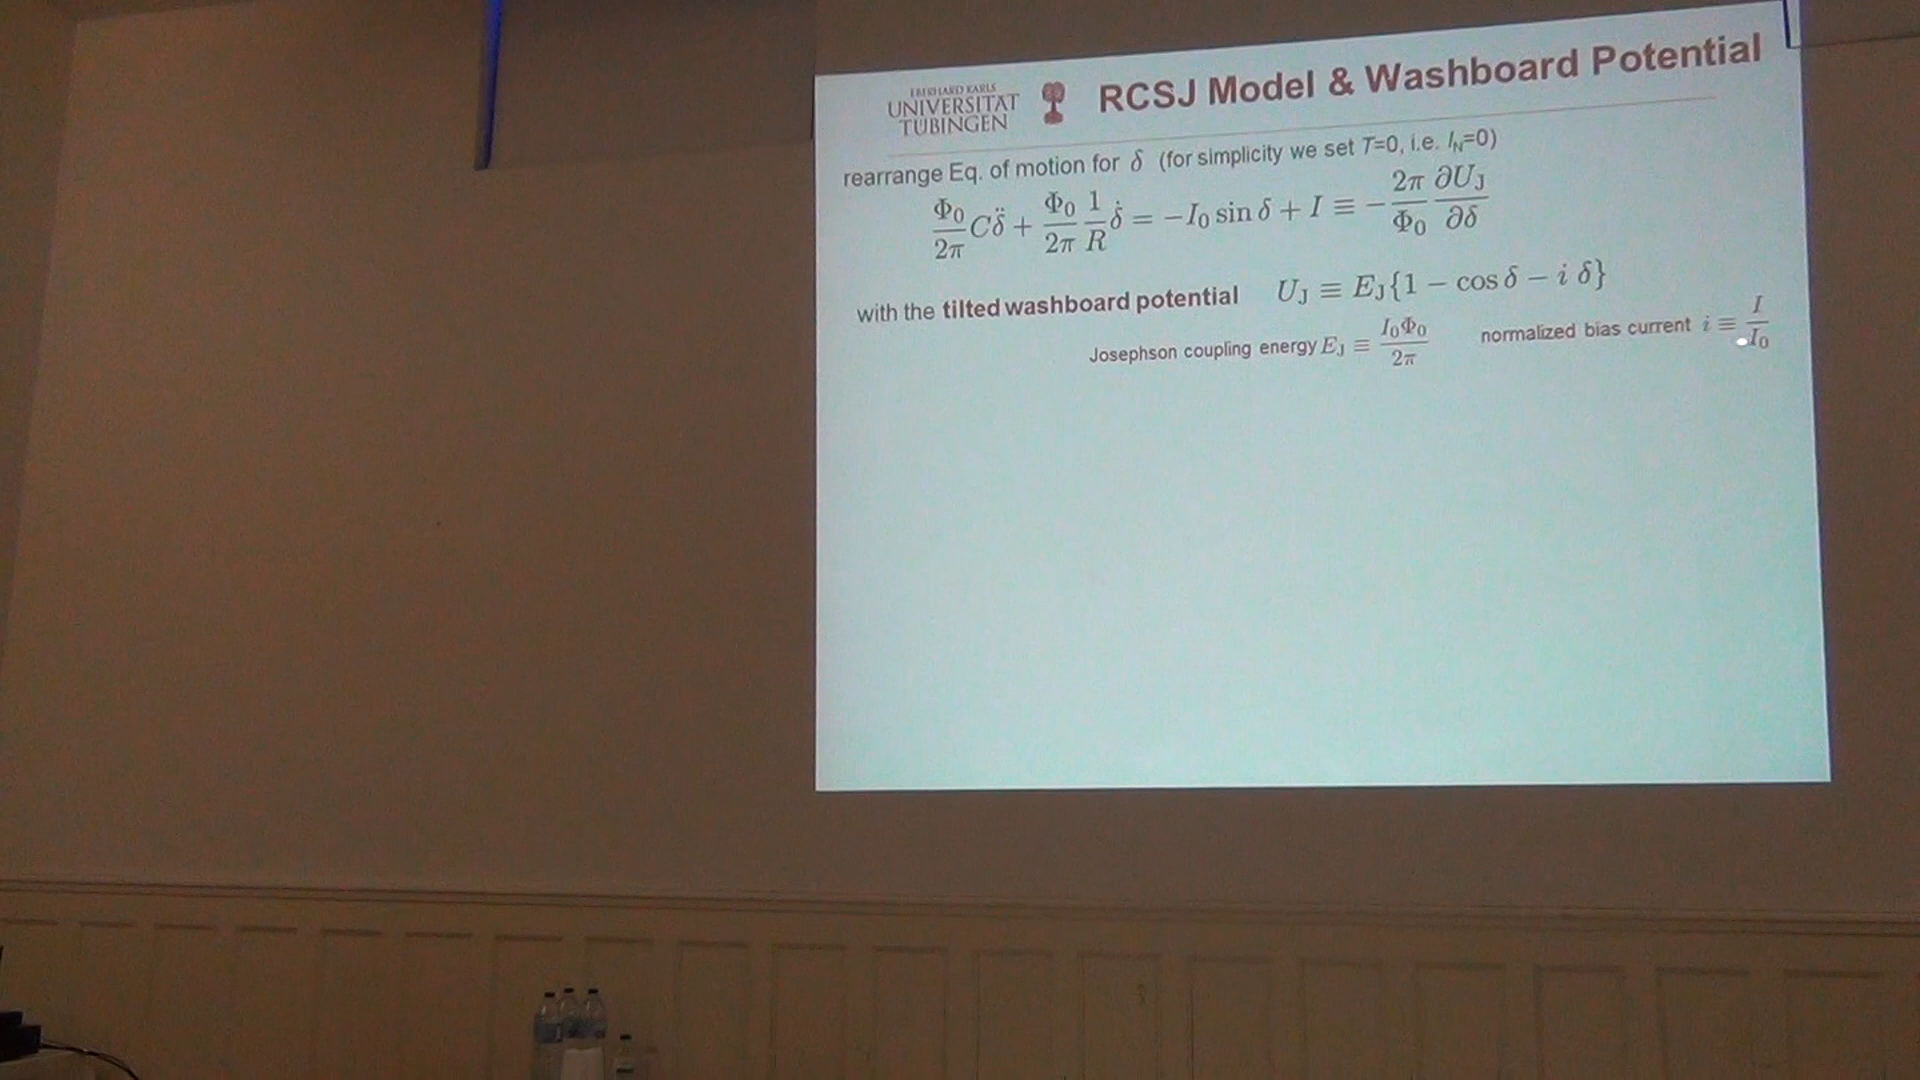 EBERHARD KARLS
UNIVERSITÄT
TÜBINGEN
RCSJ Model & Washboard Potential
rearrange Eq. of motion for δ (for simplicity we set T=0, i.e. I_N=0)
Φ₀/2π C δ̈ + Φ₀/2π 1/R δ̇ = −I₀ sin δ + I ≡ − 2π/Φ₀ ∂U_J/∂δ
with the tilted washboard potential U_J ≡ E_J{1 − cos δ − i δ}
Josephson coupling energy E_J ≡ I₀Φ₀/2π normalized bias current i ≡ I/I₀